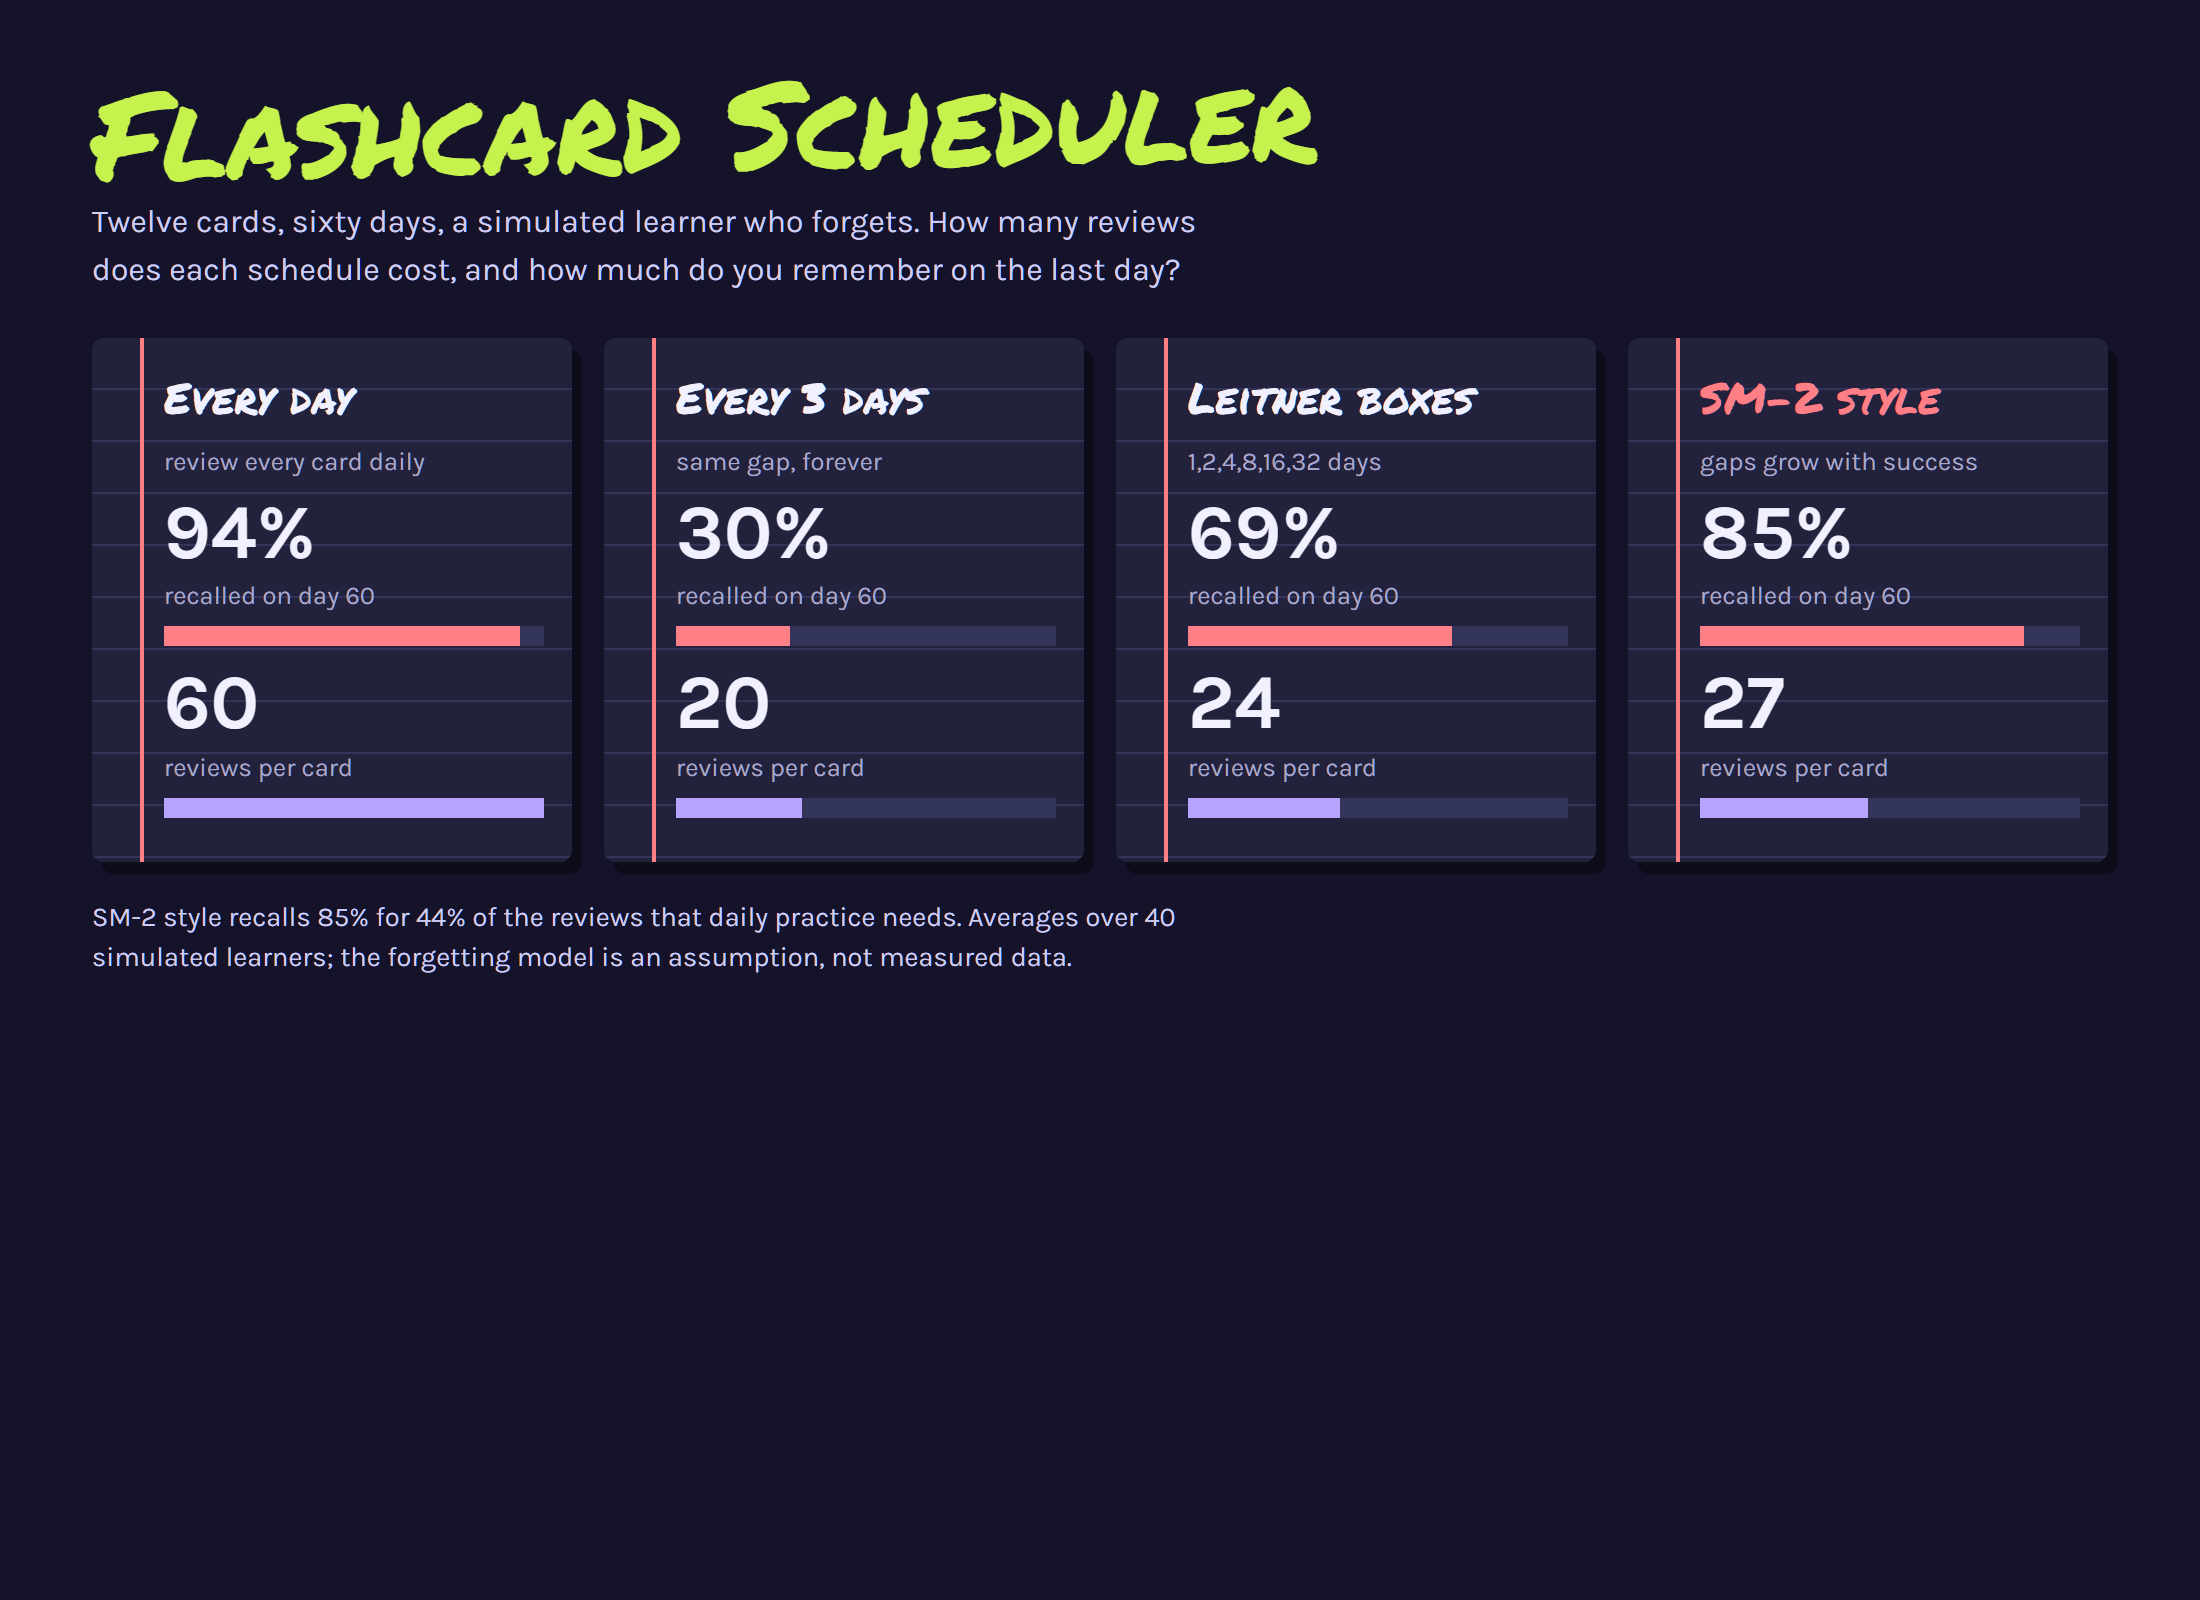 Flashcard Scheduler
Twelve cards, sixty days, a simulated learner who forgets. How many reviews
does each schedule cost, and how much do you remember on the last day?
Every day
review every card daily
94%
recalled on day 60
60
reviews per card
Every 3 days
same gap, forever
30%
recalled on day 60
20
reviews per card
Leitner boxes
1,2,4,8,16,32 days
69%
recalled on day 60
24
reviews per card
SM-2 style
gaps grow with success
85%
recalled on day 60
27
reviews per card
SM-2 style recalls 85% for 44% of the reviews that daily practice needs. Averages over 40
simulated learners; the forgetting model is an assumption, not measured data.